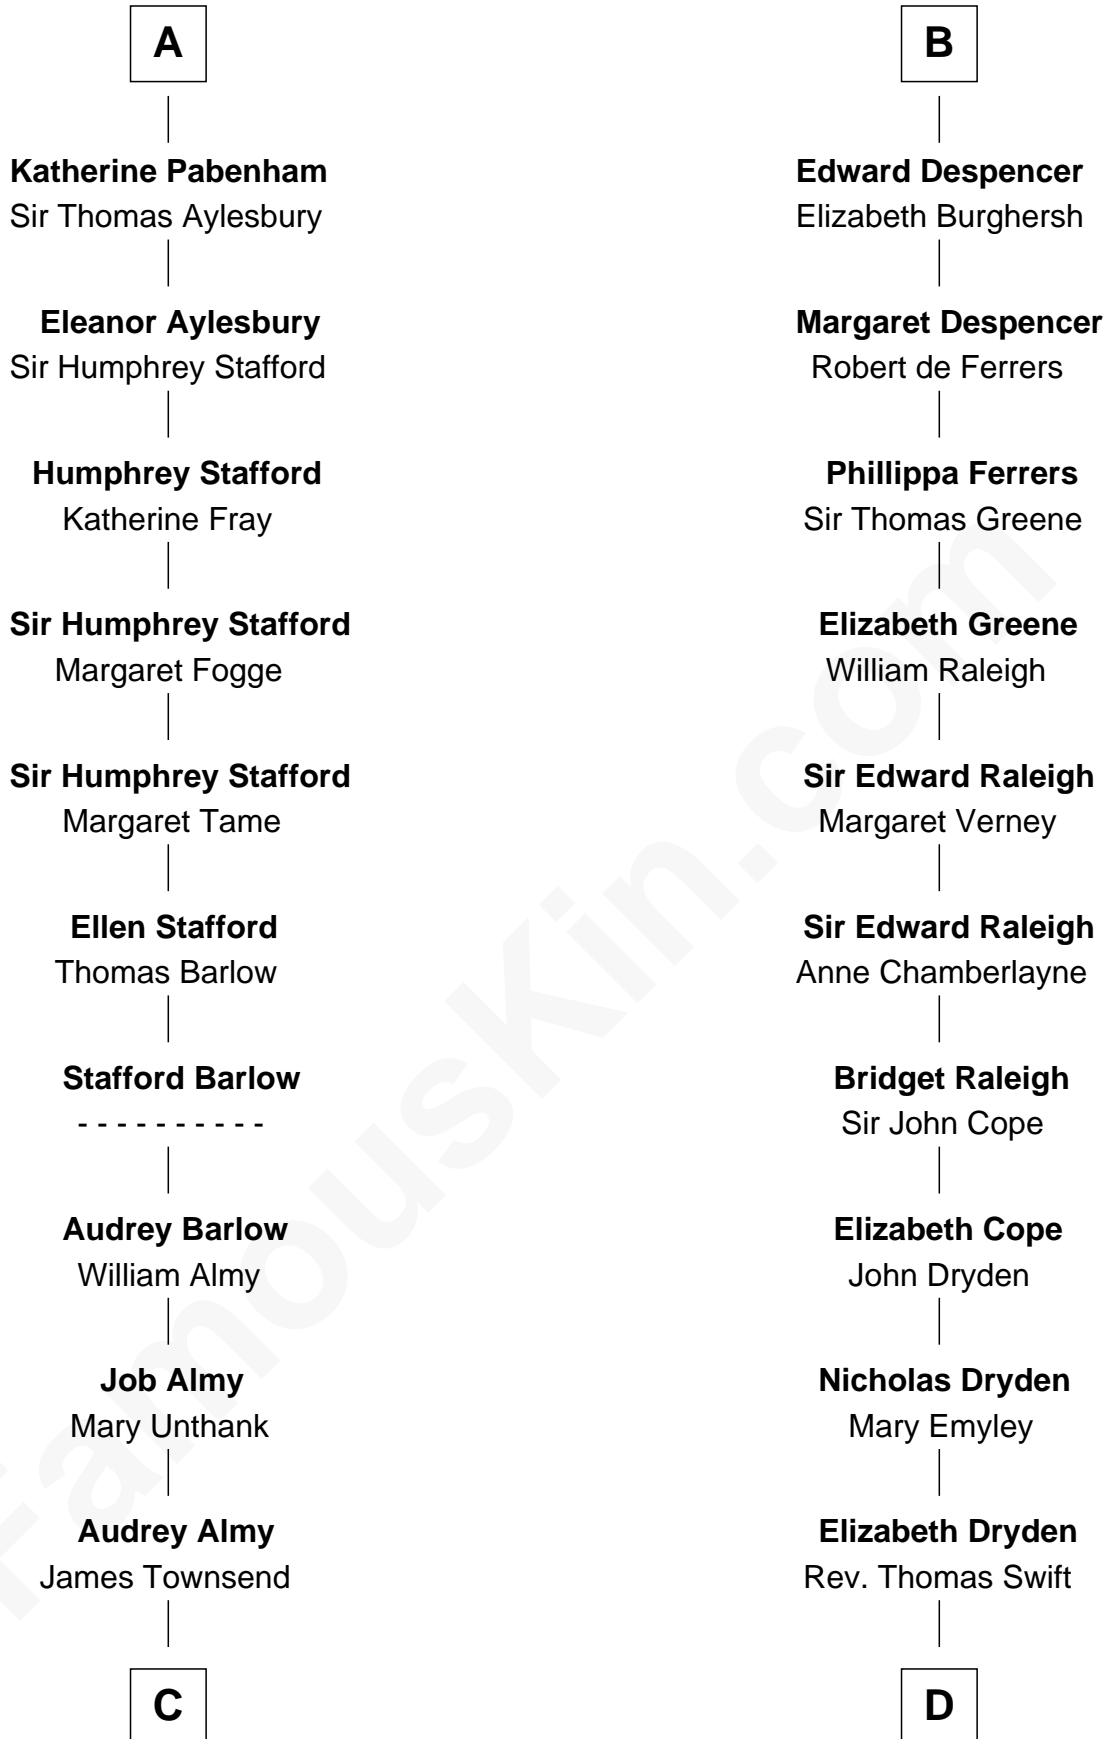 A
Katherine Pabenham
Sir Thomas Aylesbury
Eleanor Aylesbury
Sir Humphrey Stafford
Humphrey Stafford
Katherine Fray
Sir Humphrey Stafford
Margaret Fogge
Sir Humphrey Stafford
Margaret Tame
Ellen Stafford
Thomas Barlow
Stafford Barlow
- - - - - - - - - -
Audrey Barlow
William Almy
Job Almy
Mary Unthank
Audrey Almy
James Townsend
C
B
Edward Despencer
Elizabeth Burghersh
Margaret Despencer
Robert de Ferrers
Phillippa Ferrers
Sir Thomas Greene
Elizabeth Greene
William Raleigh
Sir Edward Raleigh
Margaret Verney
Sir Edward Raleigh
Anne Chamberlayne
Bridget Raleigh
Sir John Cope
Elizabeth Cope
John Dryden
Nicholas Dryden
Mary Emyley
Elizabeth Dryden
Rev. Thomas Swift
D
FamousKin.com